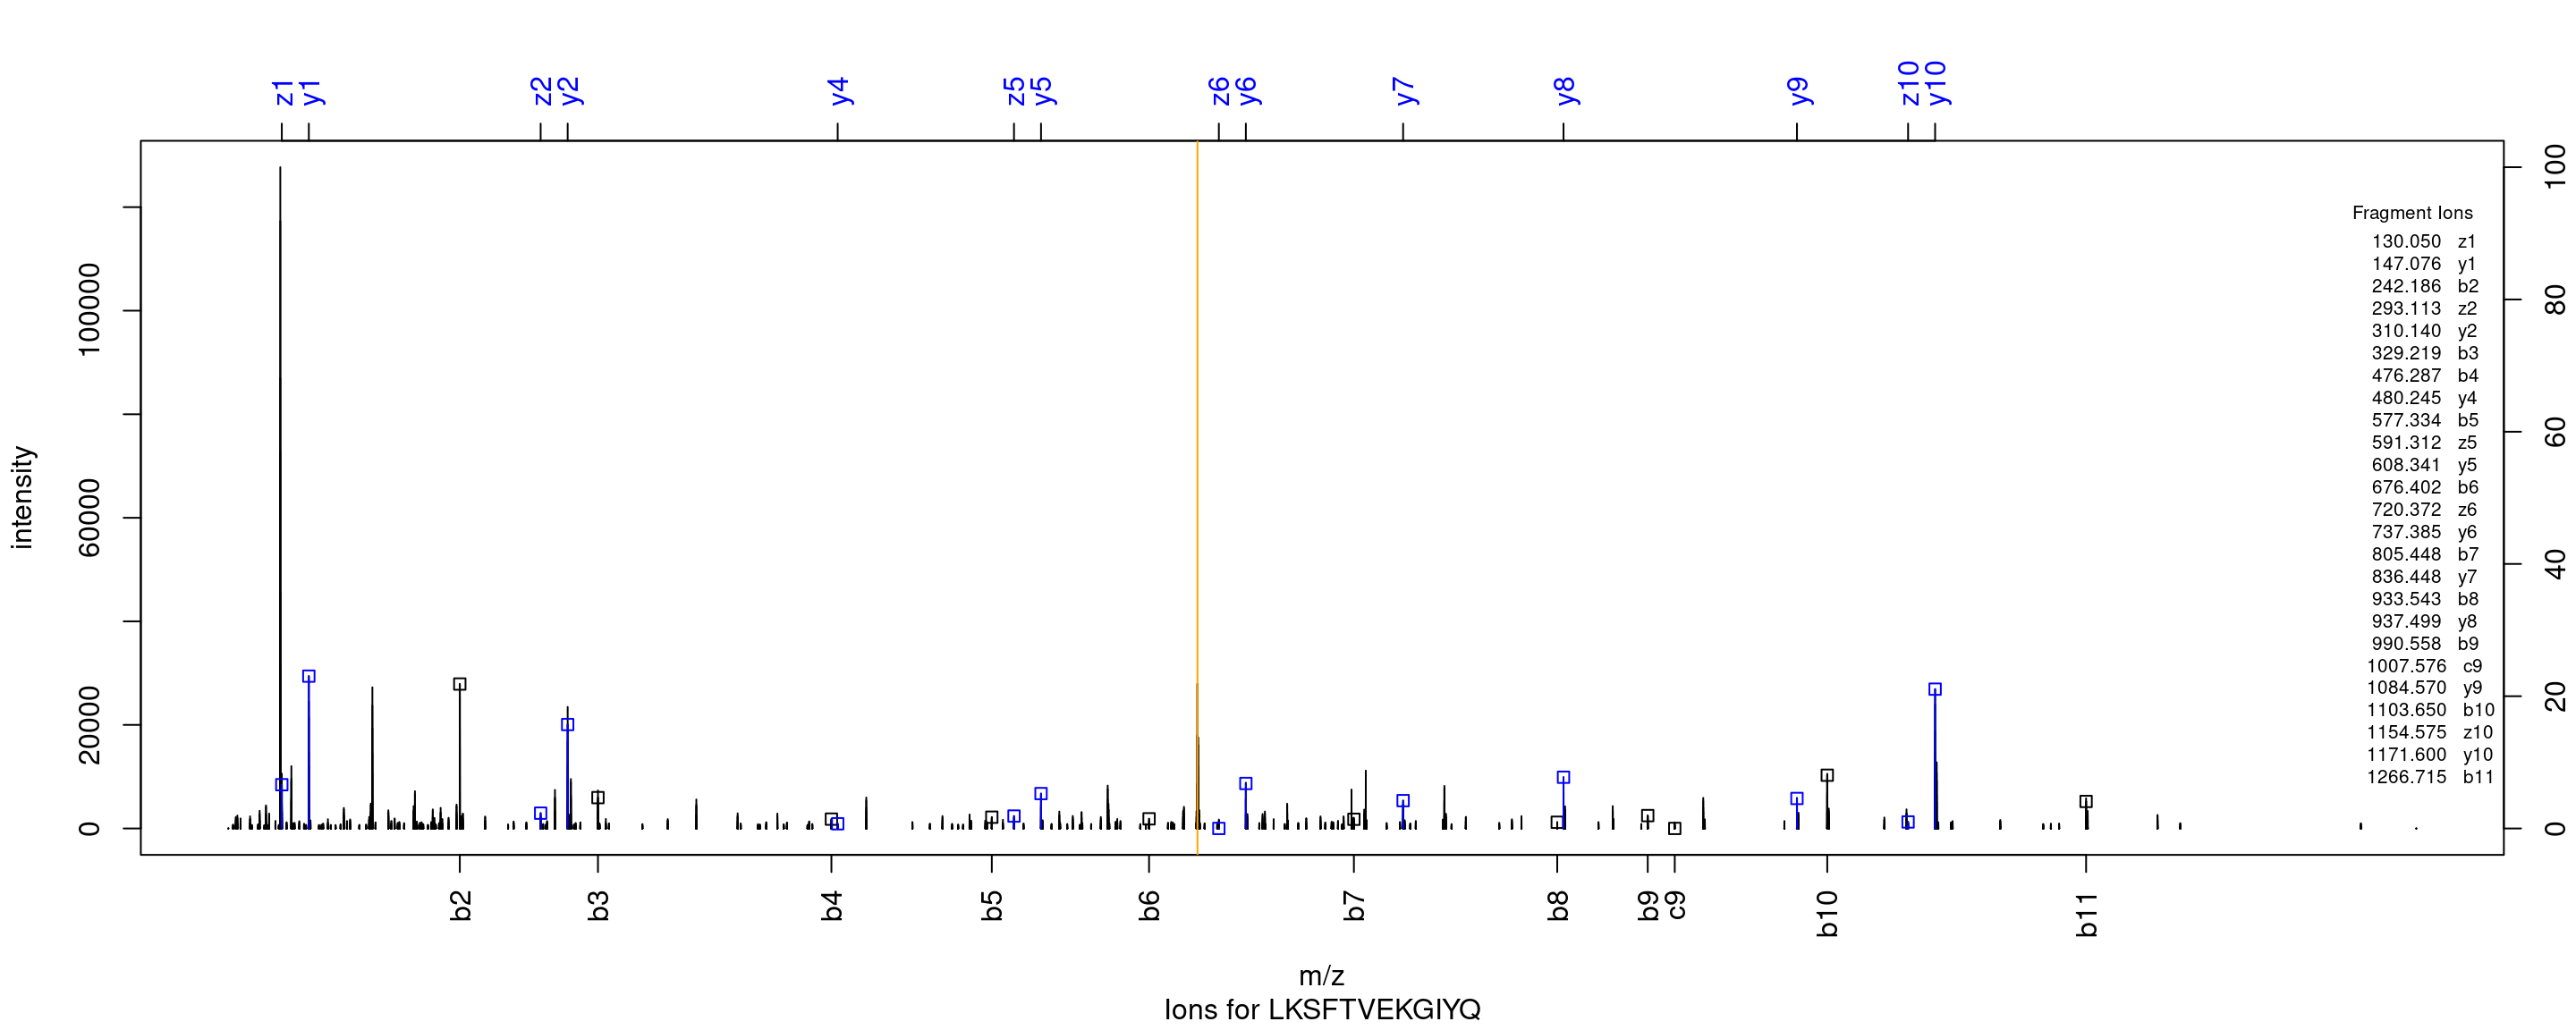 z1 y1 z2 y2 y4 z5 y5 z6 y6 y7 y8 y9 z10 y10
100
80
60
40
20
0
100000
60000
20000
0
intensity
Fragment Ions
130.050 z1
147.076 y1
242.186 b2
293.113 z2
310.140 y2
329.219 b3
476.287 b4
480.245 y4
577.334 b5
591.312 z5
608.341 y5
676.402 b6
720.372 z6
737.385 y6
805.448 b7
836.448 y7
933.543 b8
937.499 y8
990.558 b9
1007.576 c9
1084.570 y9
1103.650 b10
1154.575 z10
1171.600 y10
1266.715 b11
b2 b3 b4 b5 b6 b7 b8 b9 c9 b10 b11
m/z
Ions for LKSFTVEKGIYQ